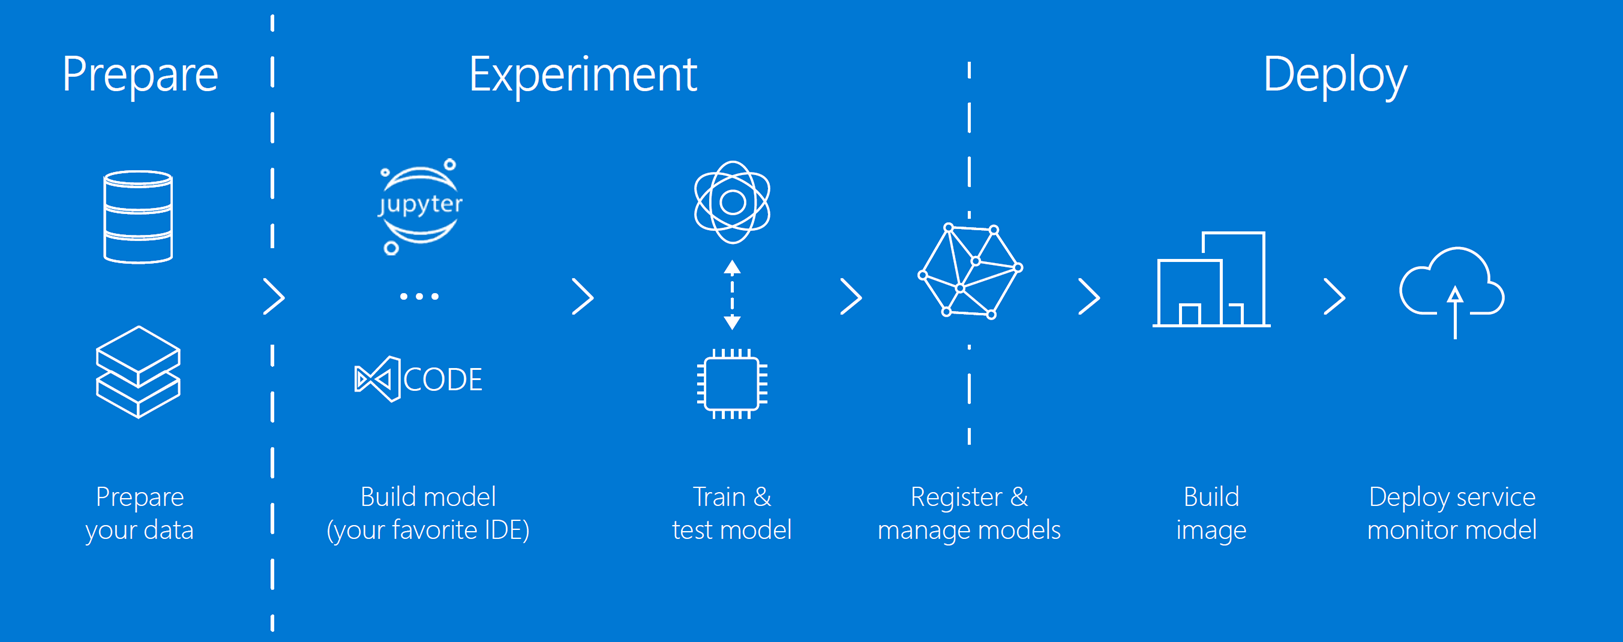 Prepare
Experiment
Deploy
jupyter
CODE
Prepare
your data
Build model
(your favorite IDE)
Train &
test model
Register &
manage models
Build
image
Deploy service
monitor model